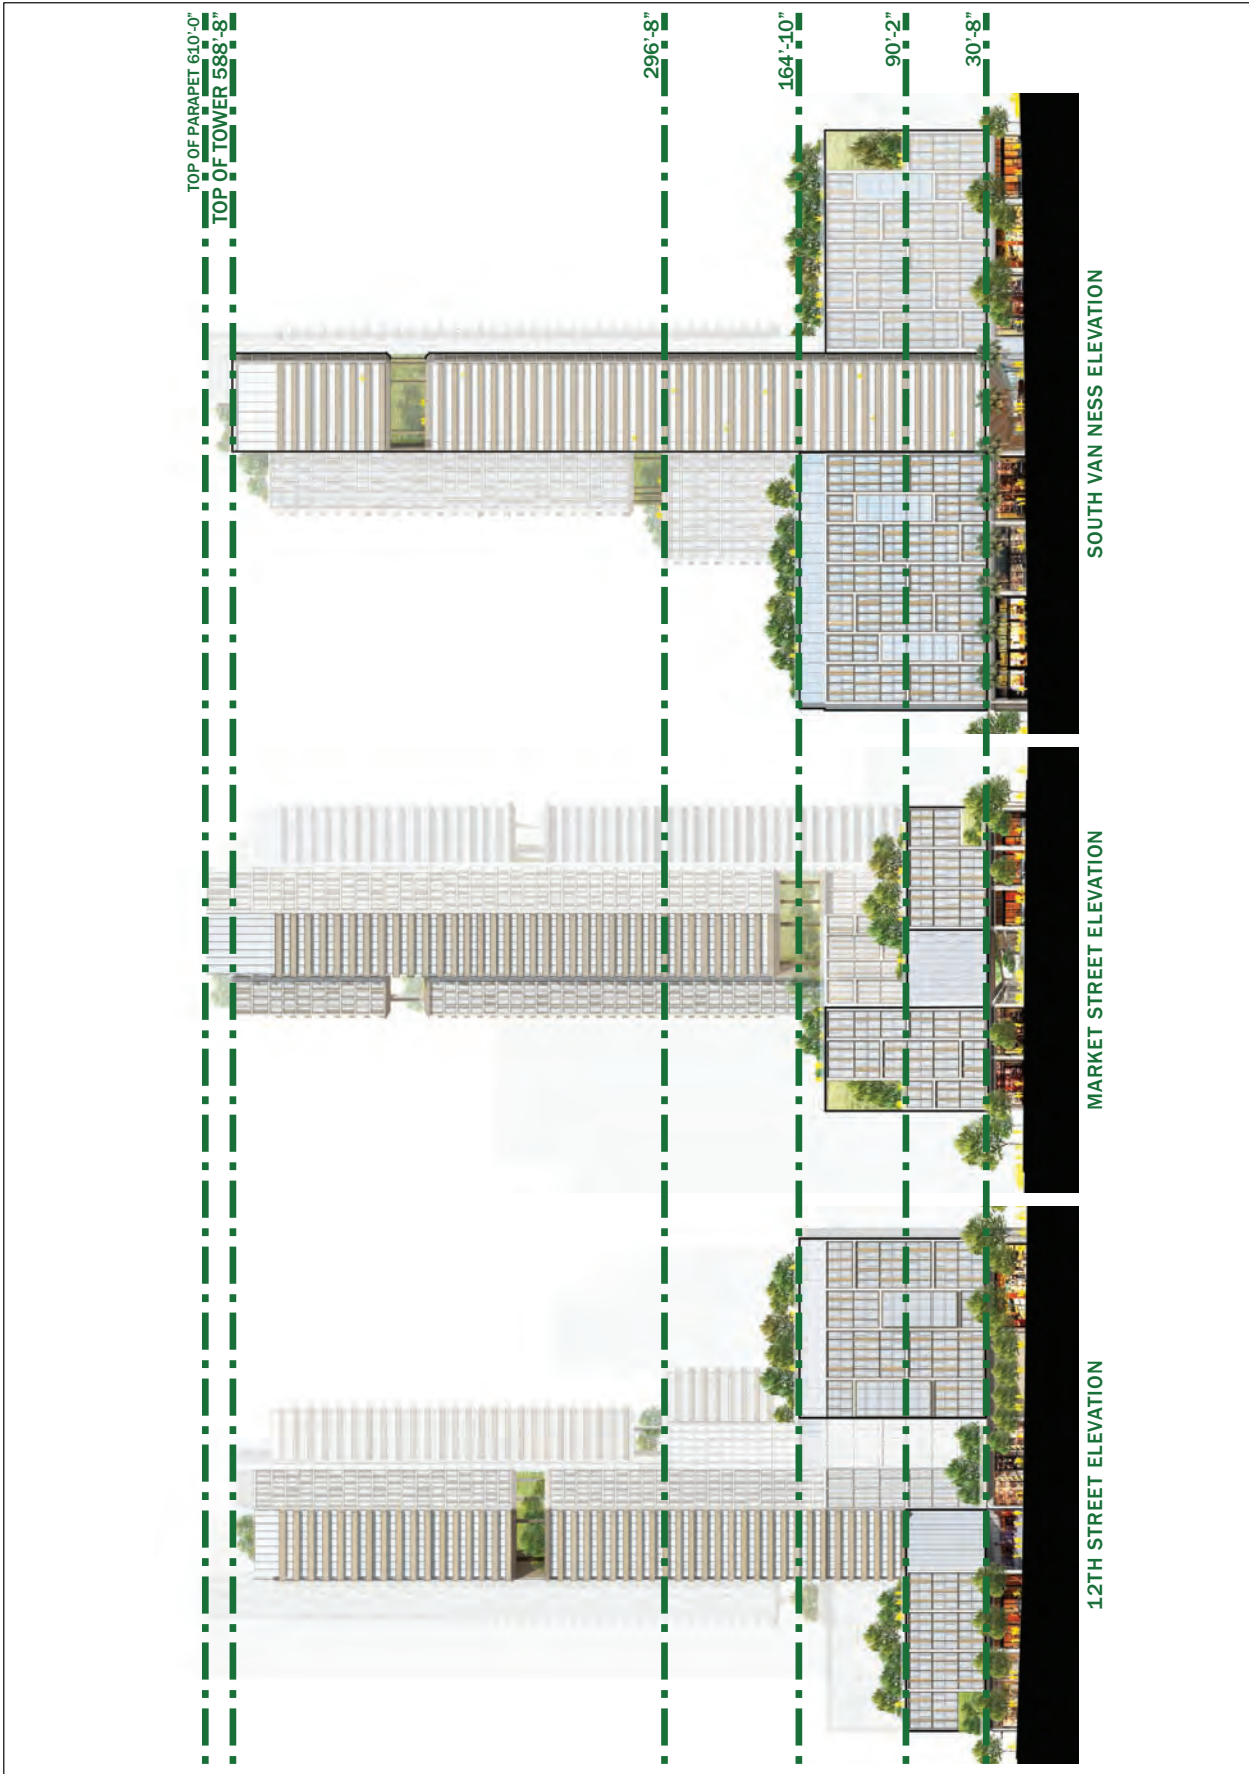 TOP OF PARAPET 610'-0"
TOP OF TOWER 588'-8"
296'-8"
164'-10"
90'-2"
30'-8"
12TH STREET ELEVATION
MARKET STREET ELEVATION
SOUTH VAN NESS ELEVATION